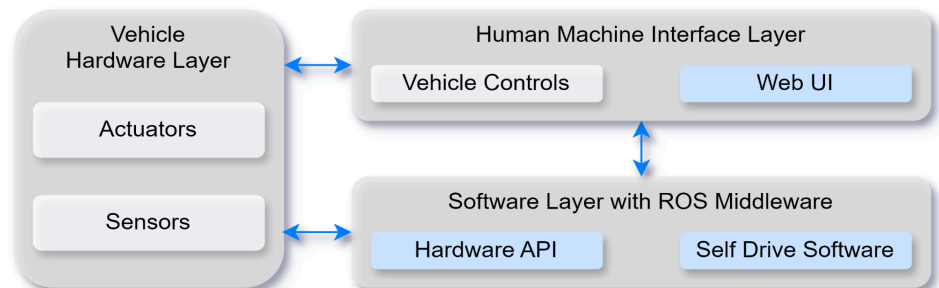 Vehicle
Hardware Layer
Actuators
Sensors
Human Machine Interface Layer
Vehicle Controls
Web UI
Software Layer with ROS Middleware
Hardware API
Self Drive Software